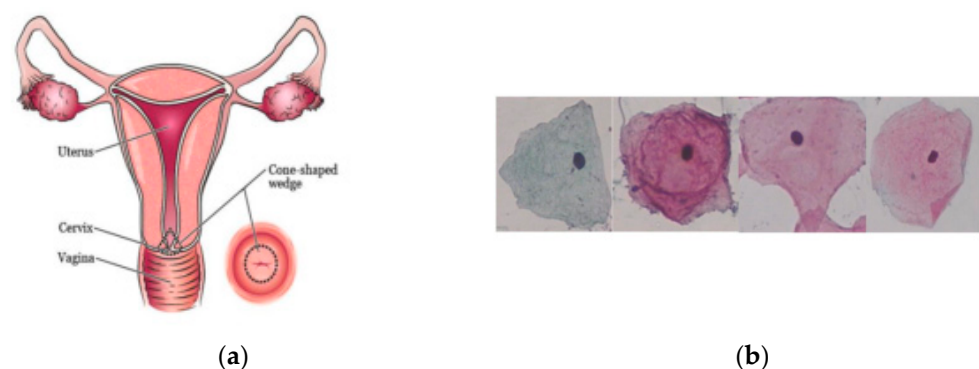 Uterus
Cone-shaped
wedge
Cervix
Vagina
(a)
(b)